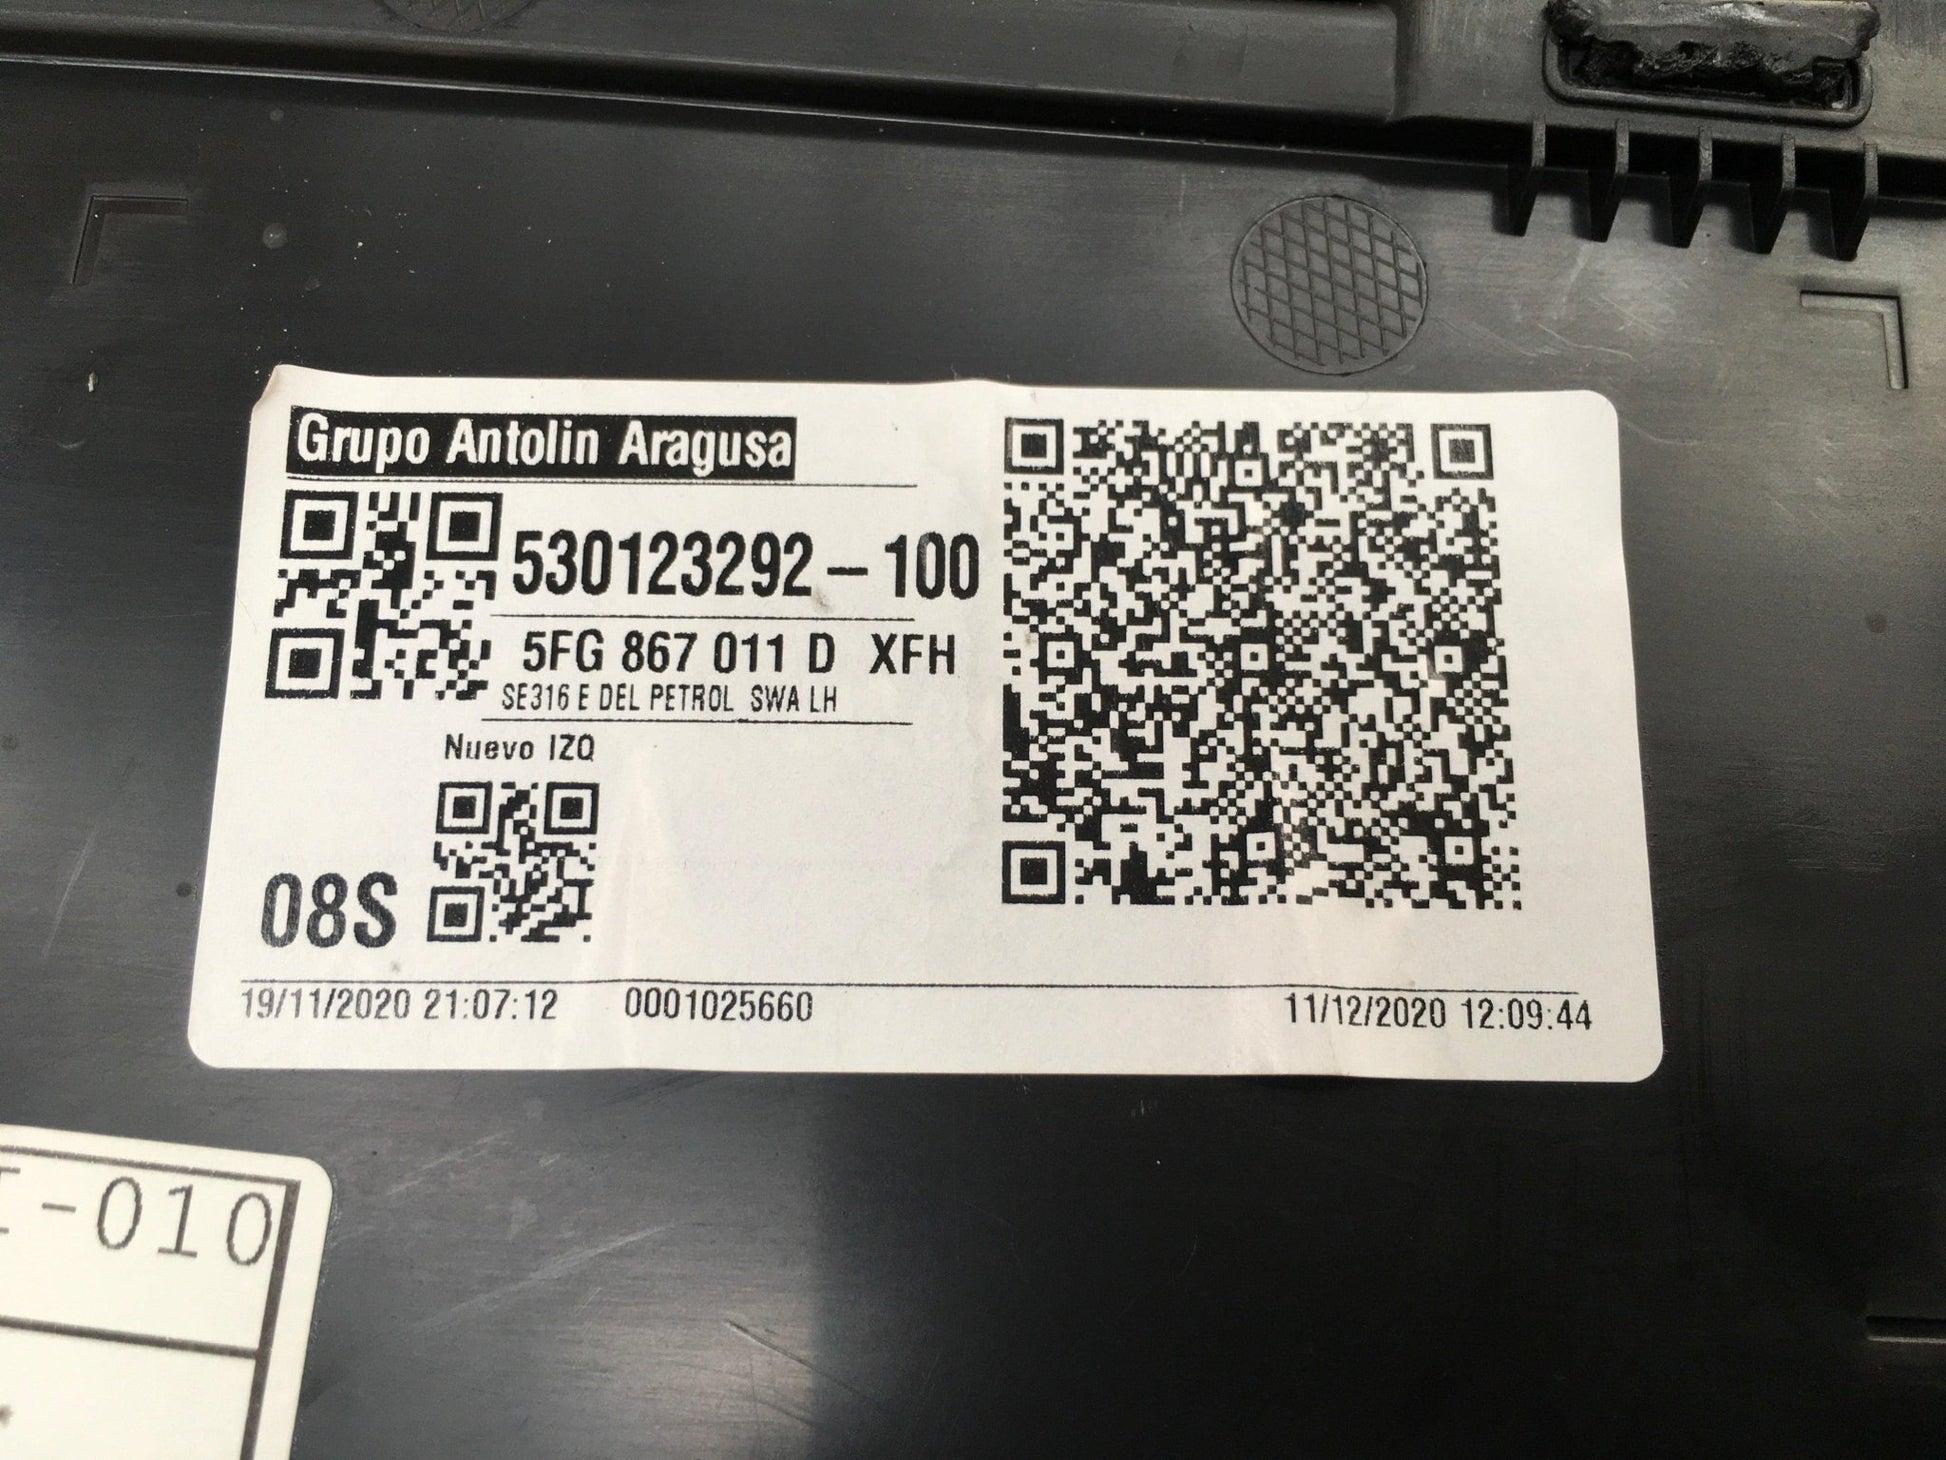 Grupo Antolin Aragusa
530123292-100
5FG 867 011 D XFH
SE316 E DEL PETROL SWA LH
Nuevo IZQ
08S
19/11/2020 21:07:12 0001025660 11/12/2020 12:09:44
-010